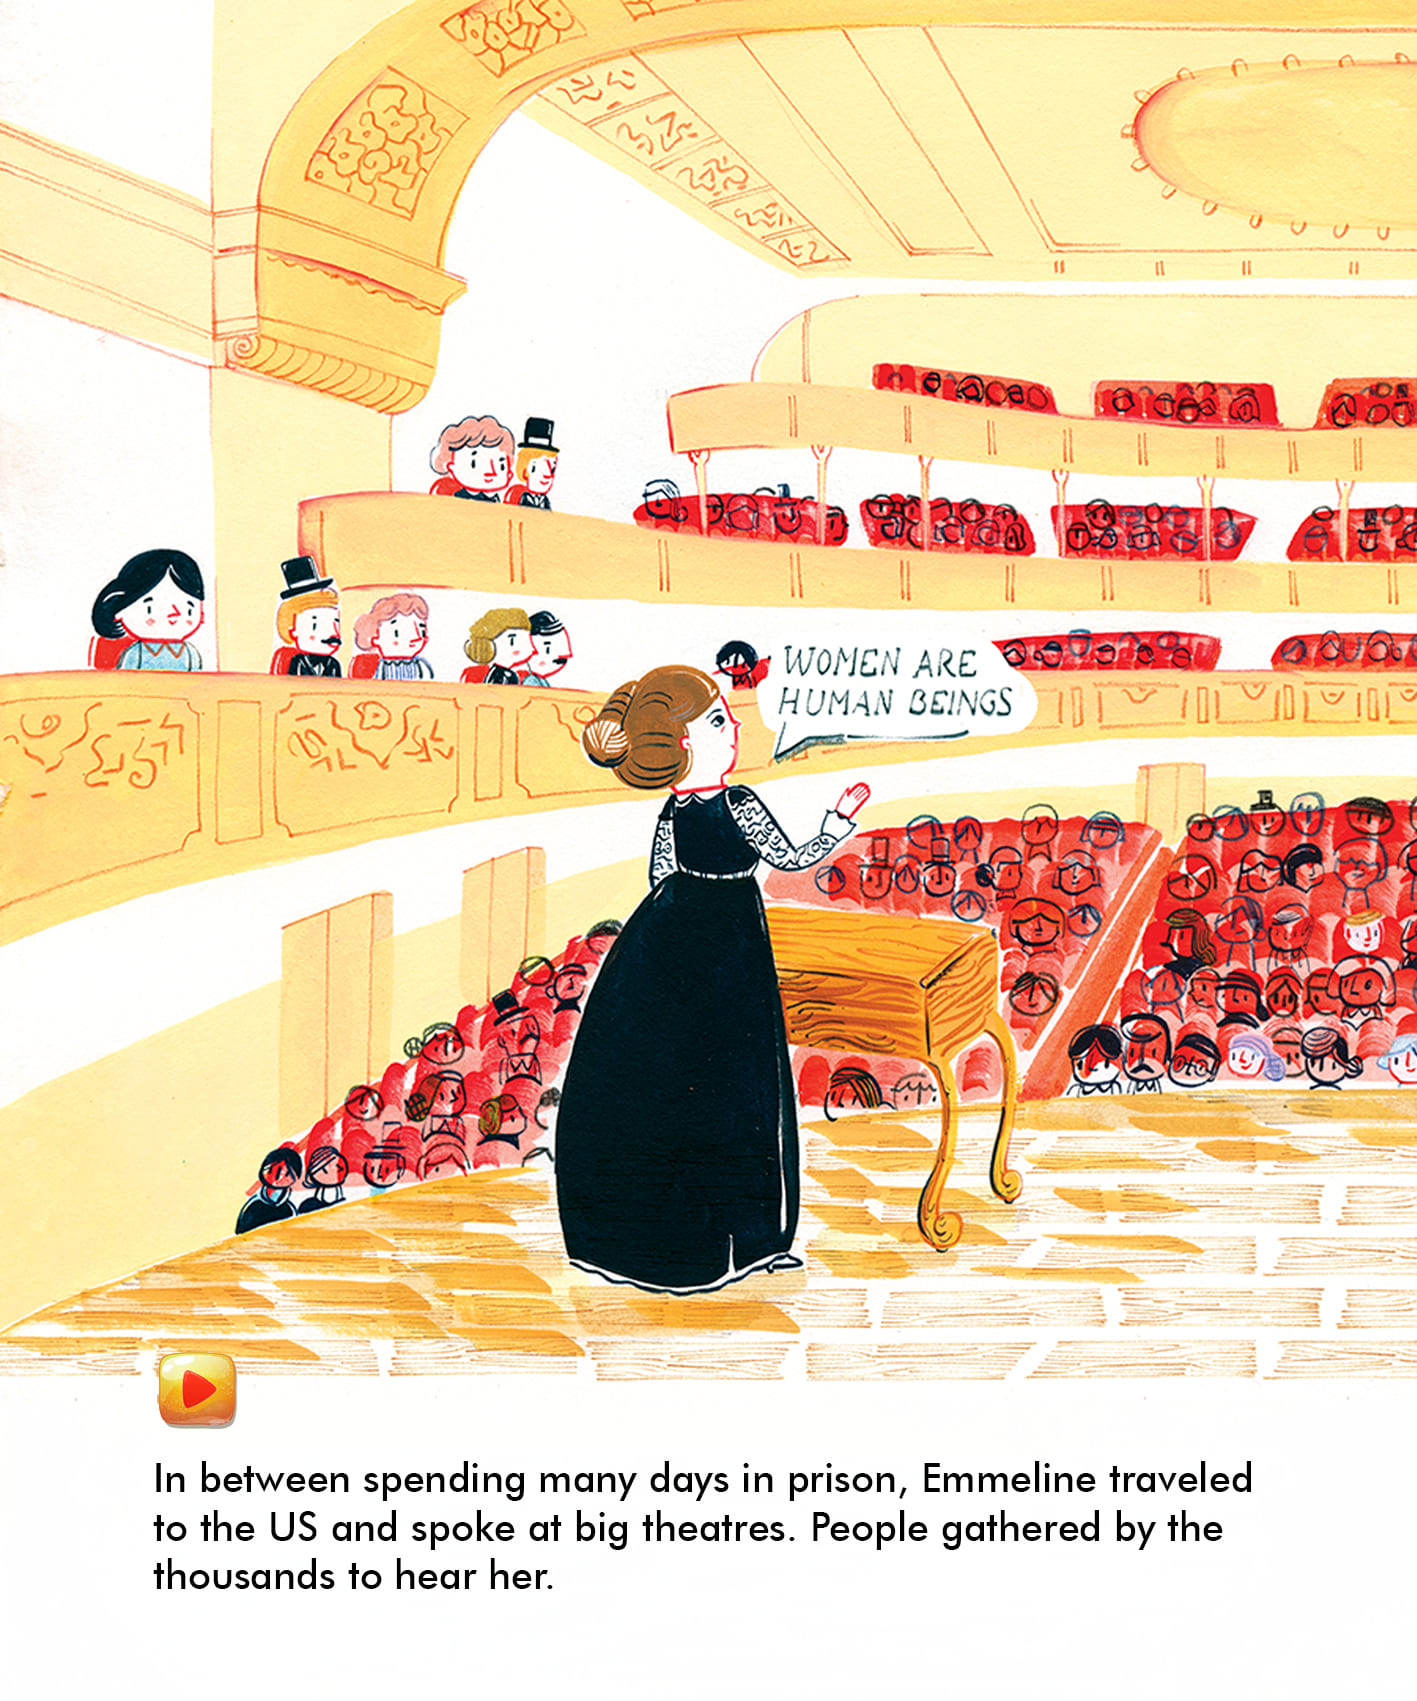 WOMEN ARE
HUMAN BEINGS
In between spending many days in prison, Emmeline traveled
to the US and spoke at big theatres. People gathered by the
thousands to hear her.